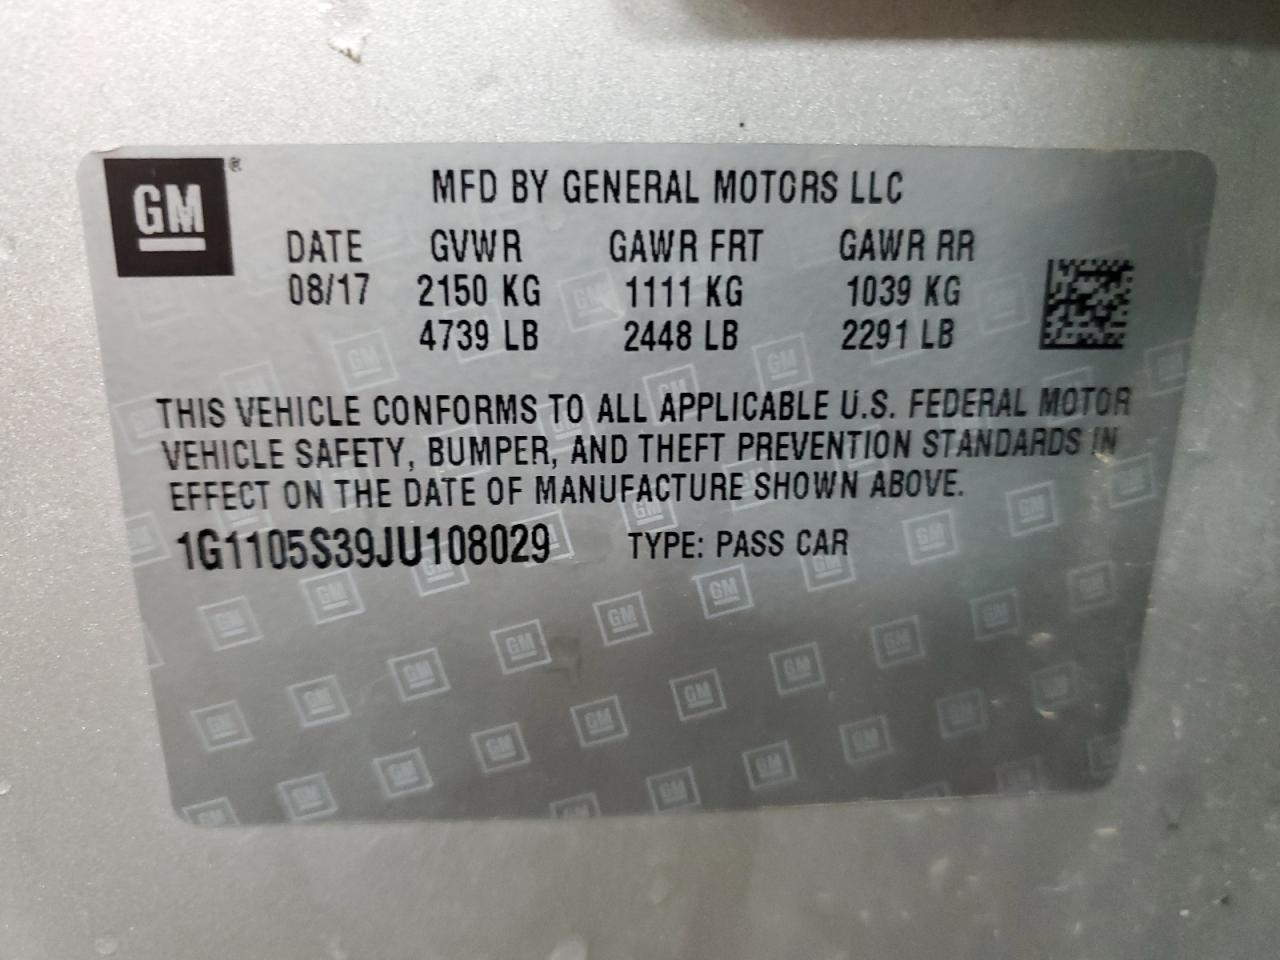 GM ®
MFD BY GENERAL MOTORS LLC
DATE GVWR GAWR FRT GAWR RR
08/17 2150 KG 1111 KG 1039 KG
4739 LB 2448 LB 2291 LB
THIS VEHICLE CONFORMS TO ALL APPLICABLE U.S. FEDERAL MOTOR
VEHICLE SAFETY, BUMPER, AND THEFT PREVENTION STANDARDS IN
EFFECT ON THE DATE OF MANUFACTURE SHOWN ABOVE.
1G1105S39JU108029 TYPE: PASS CAR